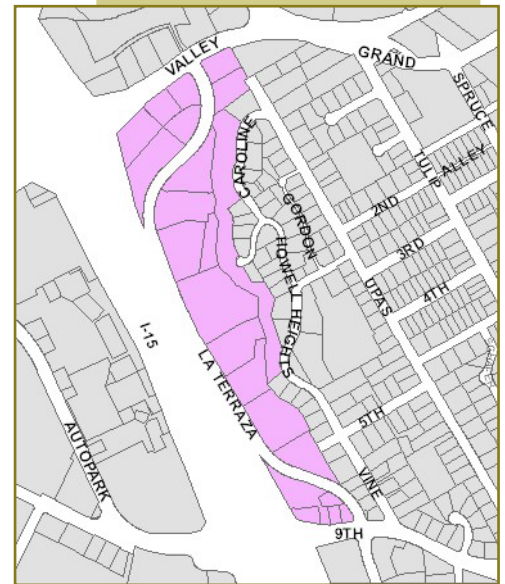 VALLEY
GRAND
SPRUCE
CAROLINE
TULIP
ALLEY
GORDON
2ND
HOWELL HEIGHTS
3RD
UPAS
4TH
I-15
LA TERRAZA
5TH
AUTOPARK
VINE
9TH